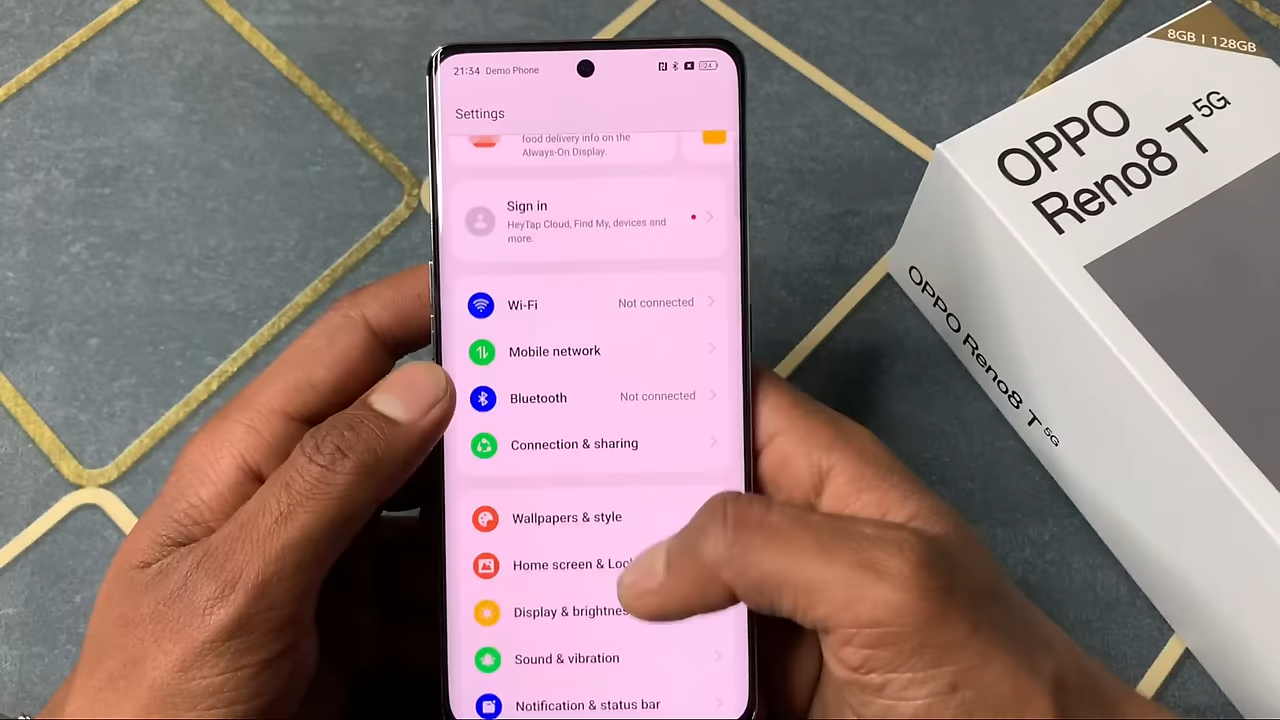 21:34 Demo Phone
24
Settings
food delivery info on the
Always-On Display.
Sign in
HeyTap Cloud, Find My, devices and
more.
Wi-Fi Not connected
Mobile network
Bluetooth Not connected
Connection & sharing
Wallpapers & style
Home screen & Loc
Display & brightnes
Sound & vibration
Notification & status bar
8GB | 128GB
OPPO
Reno8 T 5G
OPPO Reno8 T 5G